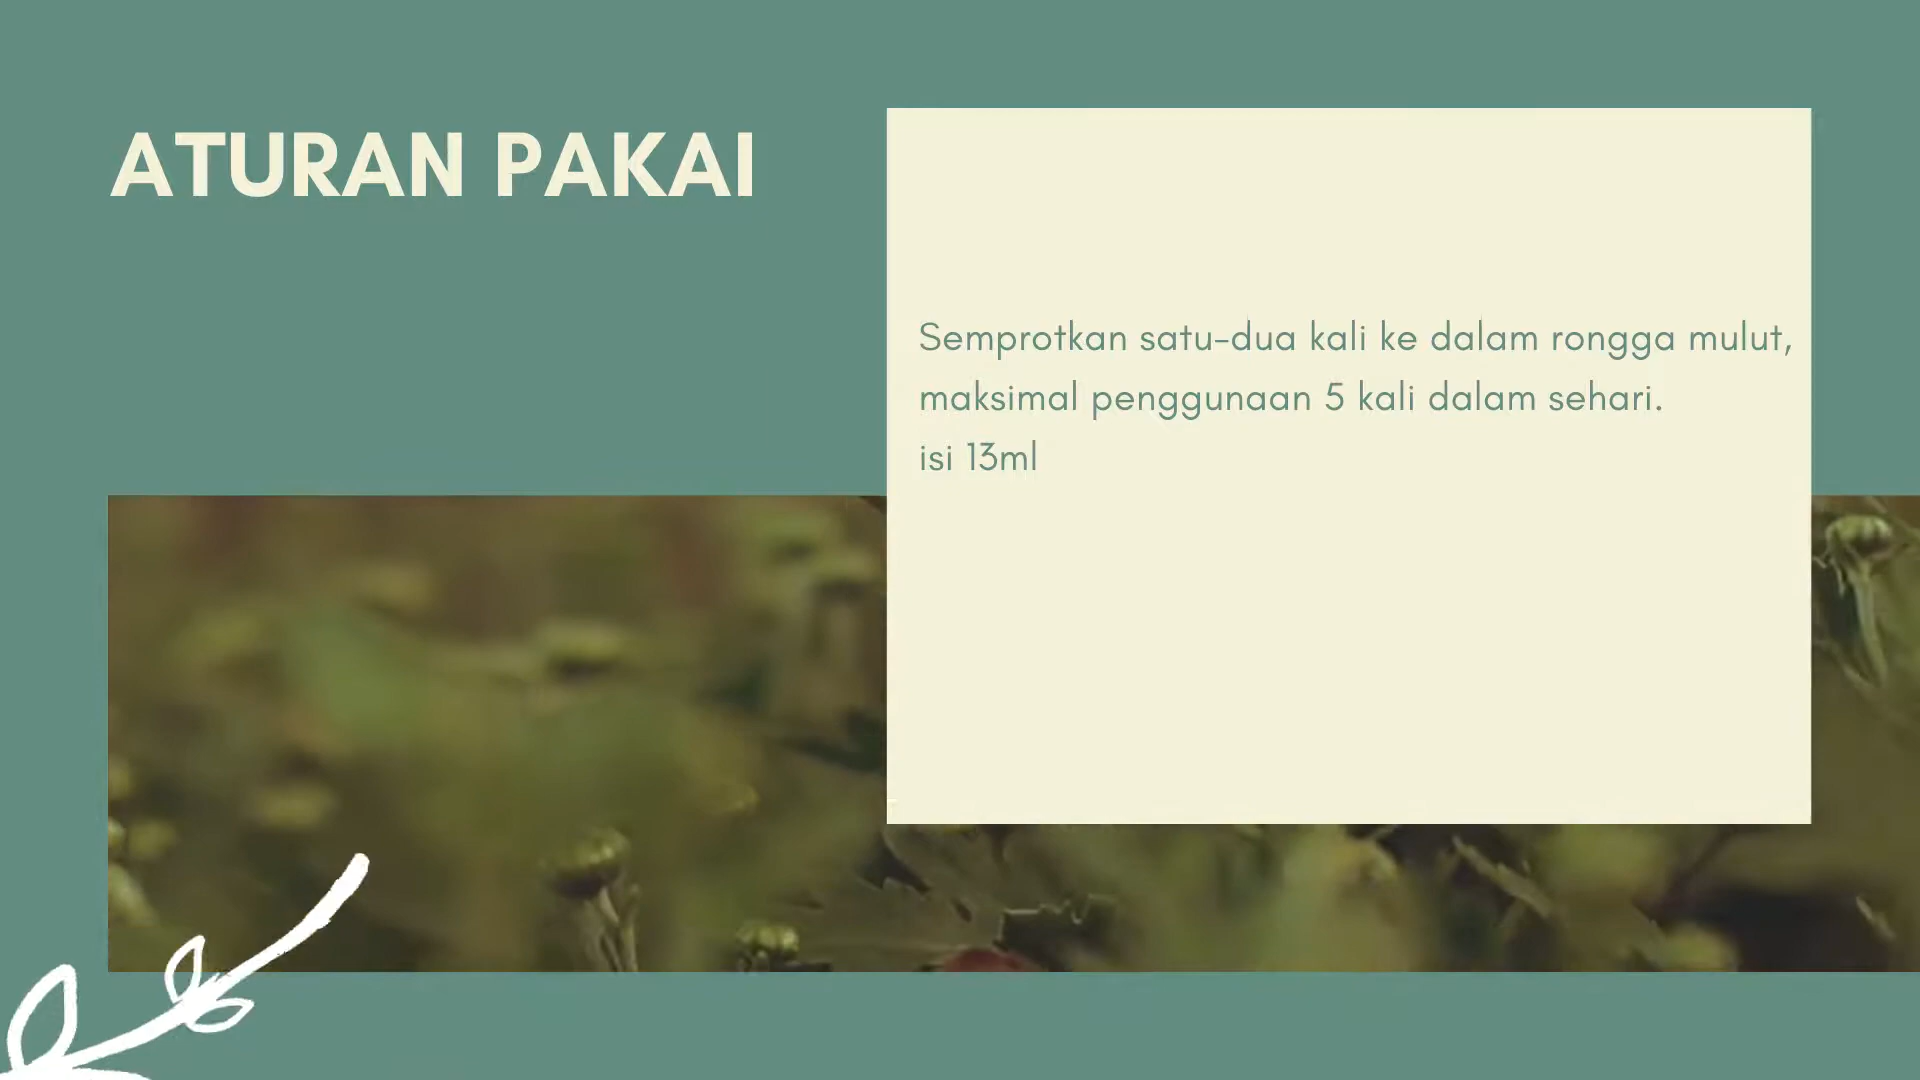 ATURAN PAKAI
Semprotkan satu-dua kali ke dalam rongga mulut,
maksimal penggunaan 5 kali dalam sehari.
isi 13ml